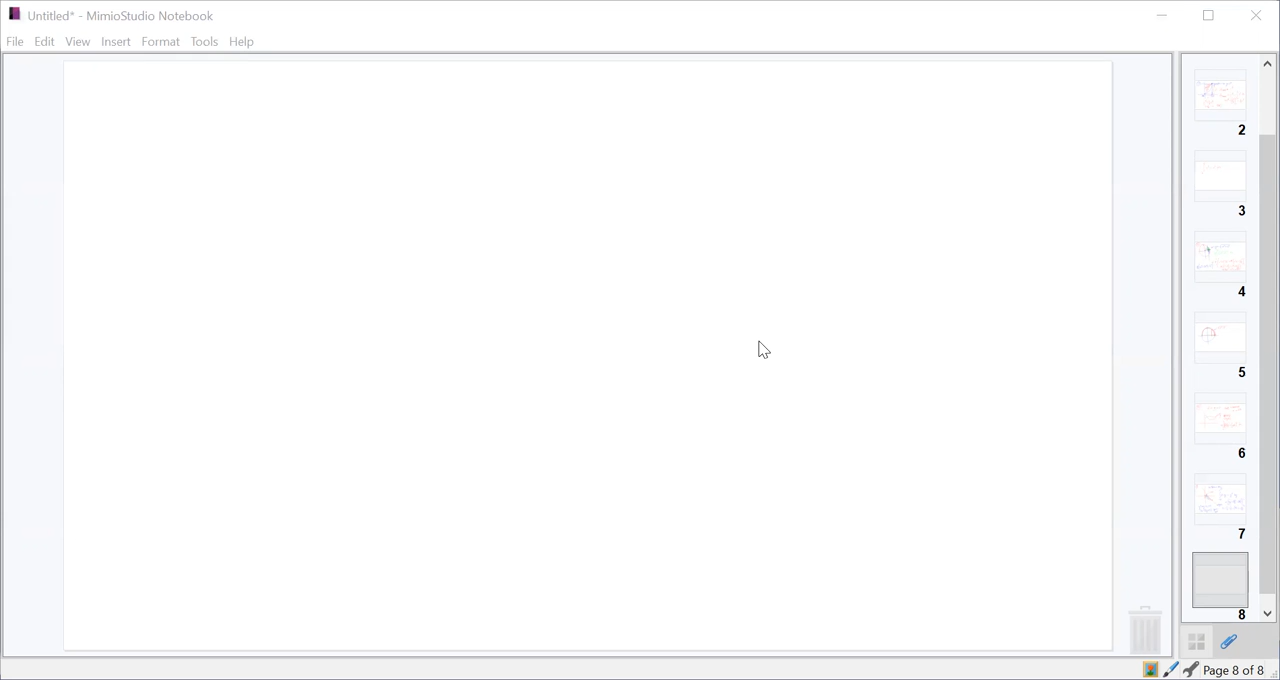 Untitled* - MimioStudio Notebook
File Edit View Insert Format Tools Help
2
3
4
5
6
7
8
Page 8 of 8